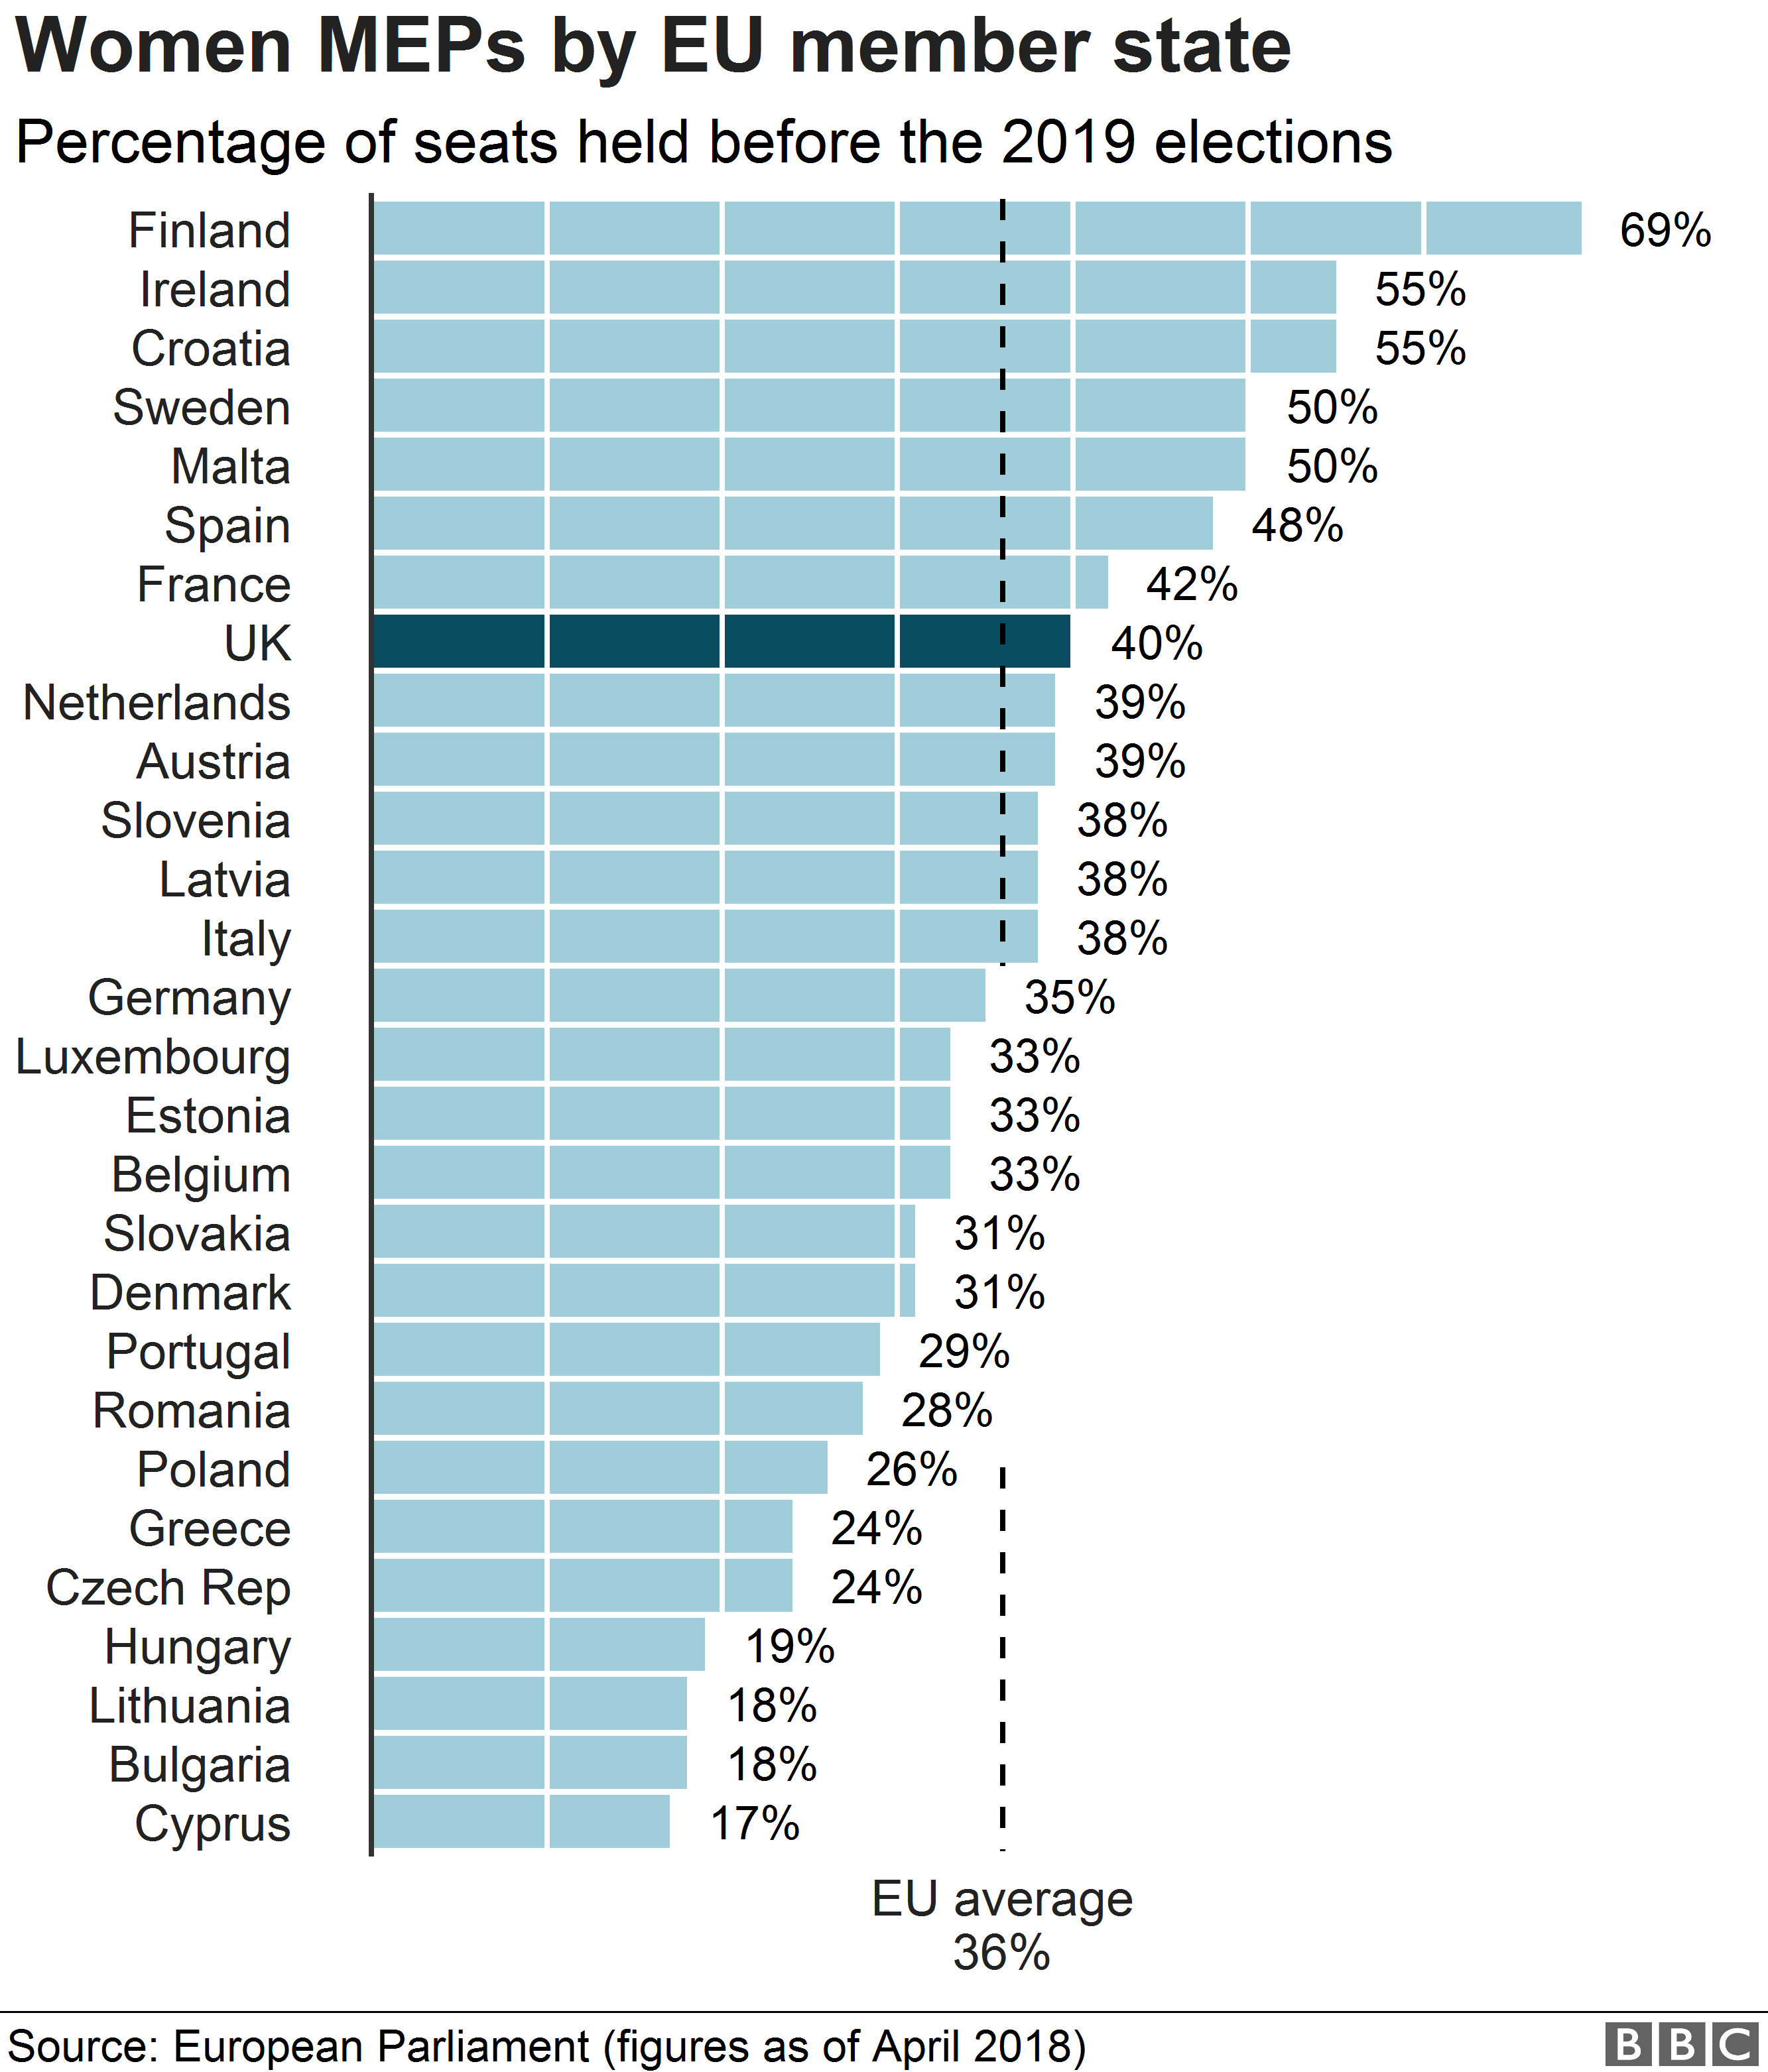 Women MEPs by EU member state
Percentage of seats held before the 2019 elections
Finland 69%
Ireland 55%
Croatia 55%
Sweden 50%
Malta 50%
Spain 48%
France 42%
UK 40%
Netherlands 39%
Austria 39%
Slovenia 38%
Latvia 38%
Italy 38%
Germany 35%
Luxembourg 33%
Estonia 33%
Belgium 33%
Slovakia 31%
Denmark 31%
Portugal 29%
Romania 28%
Poland 26%
Greece 24%
Czech Rep 24%
Hungary 19%
Lithuania 18%
Bulgaria 18%
Cyprus 17%
EU average
36%
Source: European Parliament (figures as of April 2018) BBC